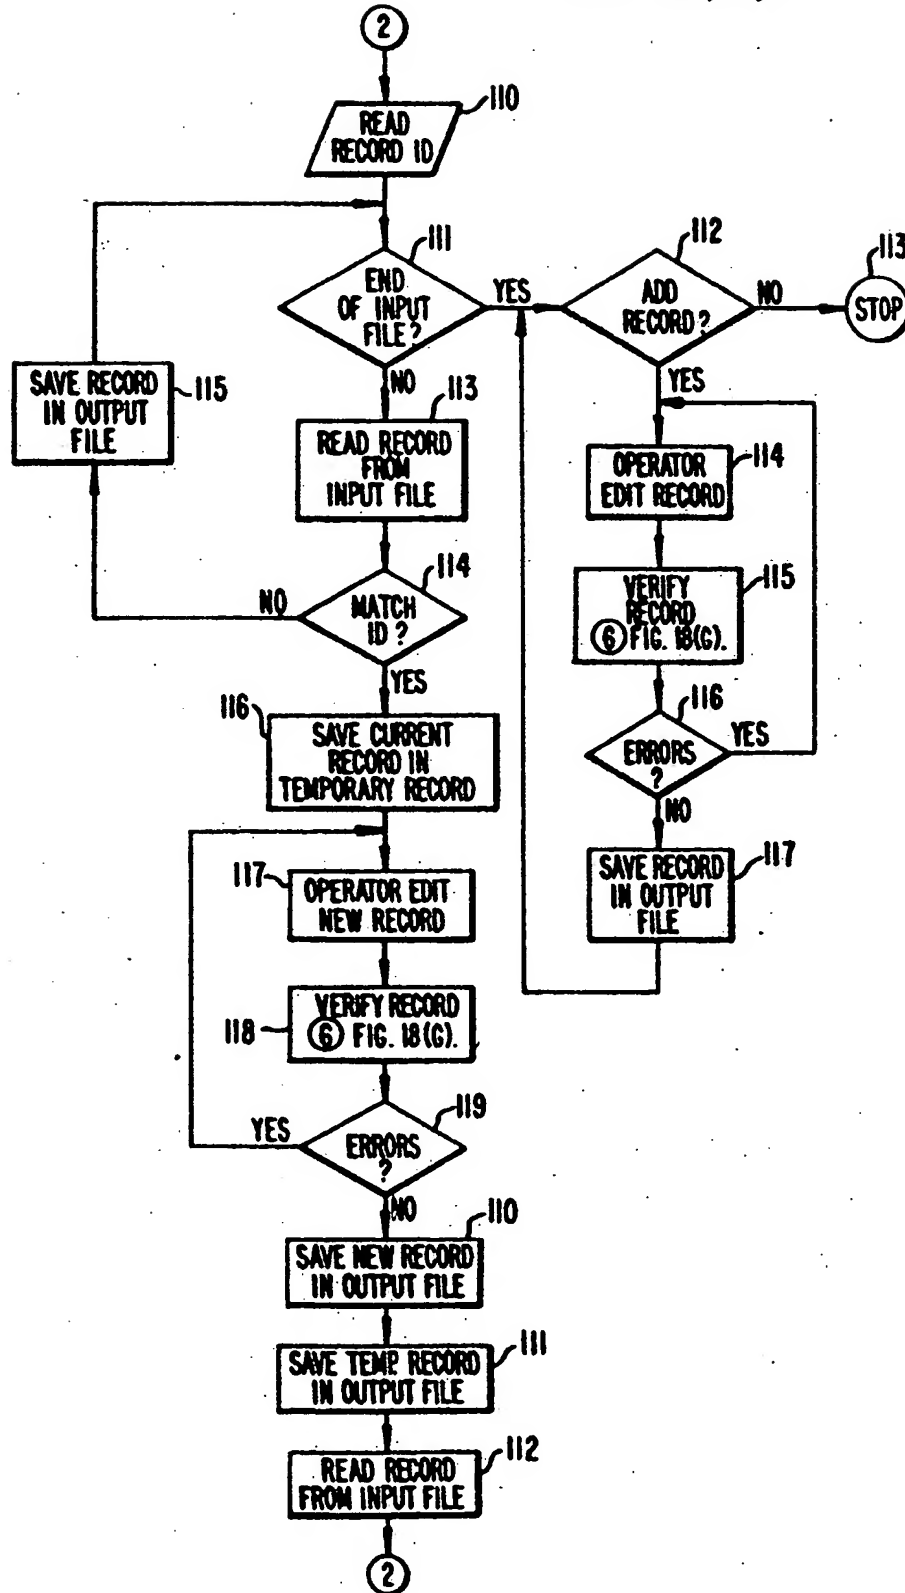 2
110
READ
RECORD ID
111
END
OF INPUT
FILE?
YES
NO
112
ADD
RECORD?
NO
YES
113
STOP
SAVE RECORD
IN OUTPUT
FILE
115
113
READ RECORD
FROM
INPUT FILE
114
MATCH
ID?
NO
YES
114
OPERATOR
EDIT RECORD
115
VERIFY
RECORD
6 FIG. 18(G).
116
ERRORS
?
YES
NO
117
SAVE RECORD
IN OUTPUT
FILE
116
SAVE CURRENT
RECORD IN
TEMPORARY RECORD
117
OPERATOR EDIT
NEW RECORD
118
VERIFY RECORD
6 FIG. 18(G).
119
ERRORS
?
YES
NO
110
SAVE NEW RECORD
IN OUTPUT FILE
111
SAVE TEMP. RECORD
IN OUTPUT FILE
112
READ RECORD
FROM INPUT FILE
2